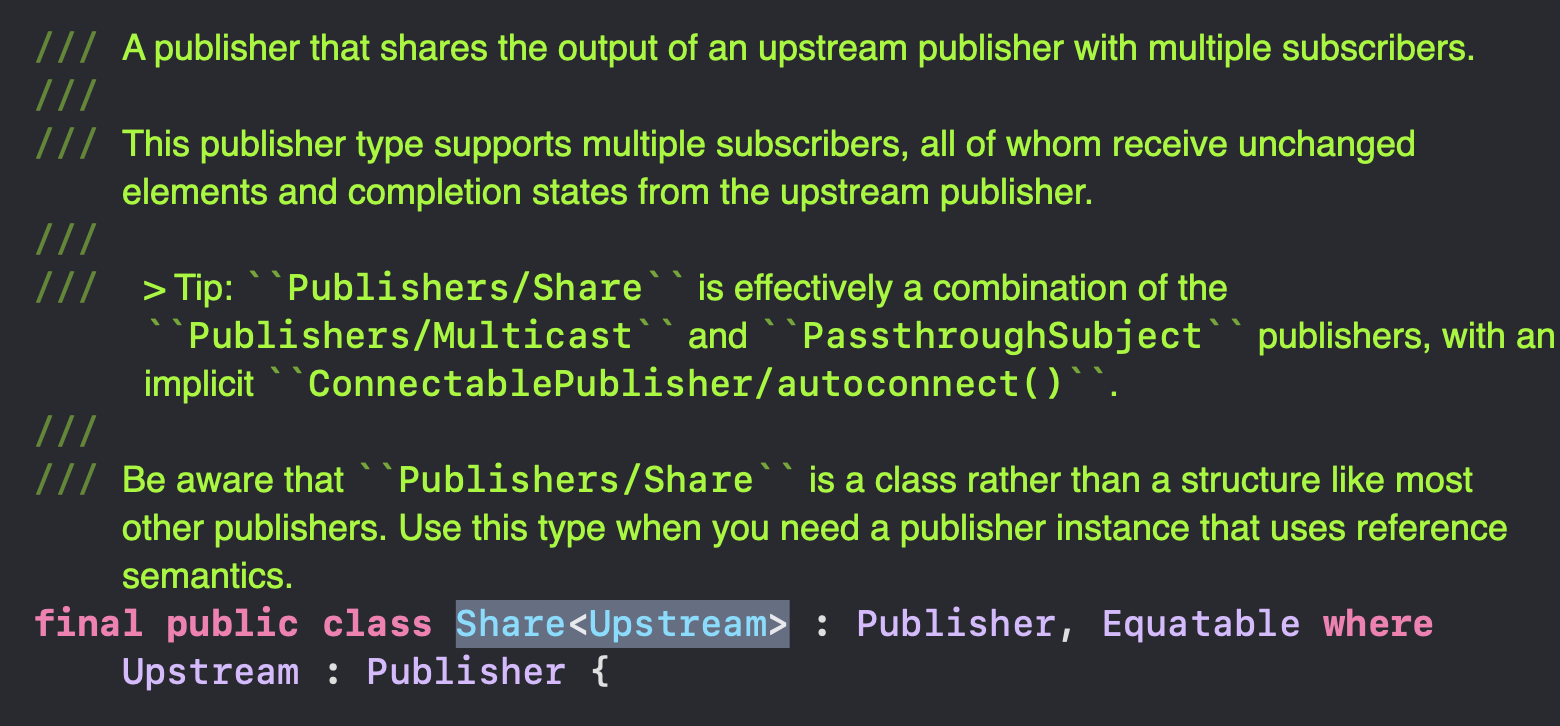 /// A publisher that shares the output of an upstream publisher with multiple subscribers.
///
/// This publisher type supports multiple subscribers, all of whom receive unchanged
elements and completion states from the upstream publisher.
///
/// > Tip: ``Publishers/Share`` is effectively a combination of the
``Publishers/Multicast`` and ``PassthroughSubject`` publishers, with an
implicit ``ConnectablePublisher/autoconnect()``.
///
/// Be aware that ``Publishers/Share`` is a class rather than a structure like most
other publishers. Use this type when you need a publisher instance that uses reference
semantics.
final public class Share<Upstream> : Publisher, Equatable where
Upstream : Publisher {